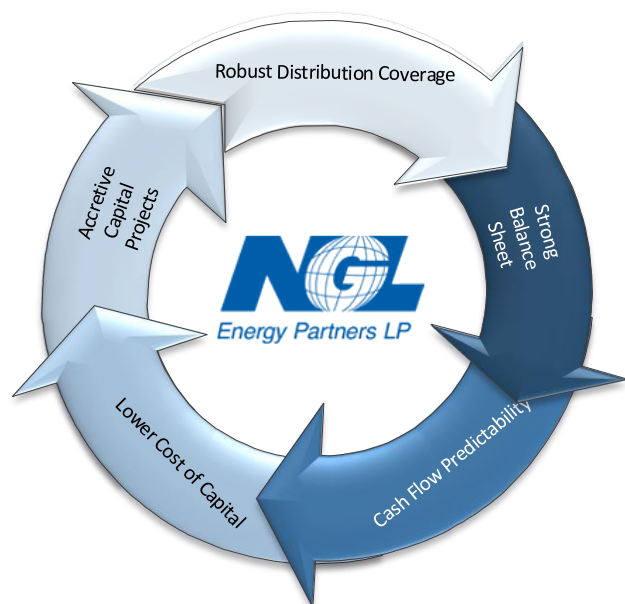 Robust Distribution Coverage
Strong
Balance
Sheet
Cash Flow Predictability
Lower Cost of Capital
Accretive
Capital
Projects
NGL
Energy Partners LP